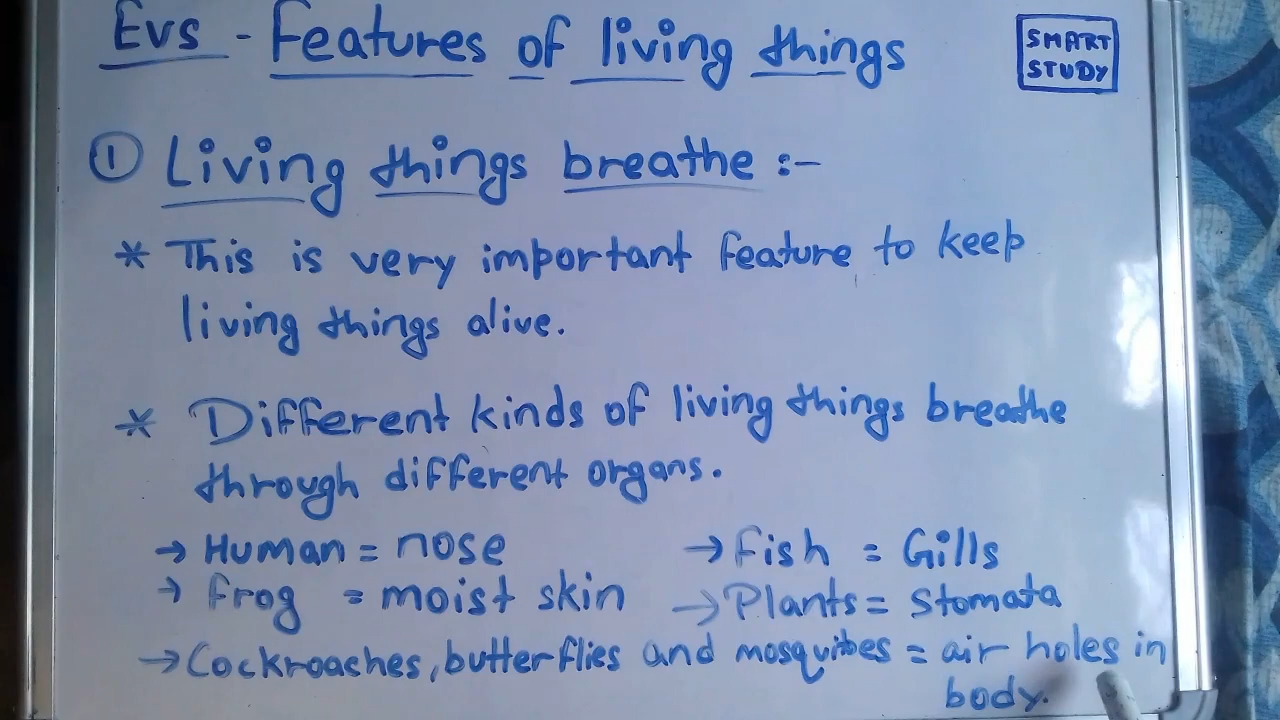 Evs - Features of living things
SMART
STUDY
① Living things breathe :-
* This is very important feature to keep
living things alive.
* Different kinds of living things breathe
through different organs.
→ Human = nose → Fish = Gills
→ Frog = moist skin → Plants = Stomata
→ Cockroaches, butterflies and mosquitoes = air holes in
body.